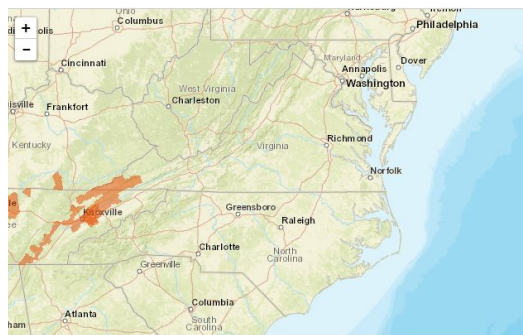 Ohio
Columbus
Philadelphia
+
−
Cincinnati
Maryland
Annapolis
Dover
Washington
West Virginia
Charleston
Frankfort
Kentucky
Richmond
Virginia
Norfolk
Knoxville
Greensboro
Raleigh
Charlotte
North
Carolina
Greenville
Columbia
South
Carolina
Atlanta